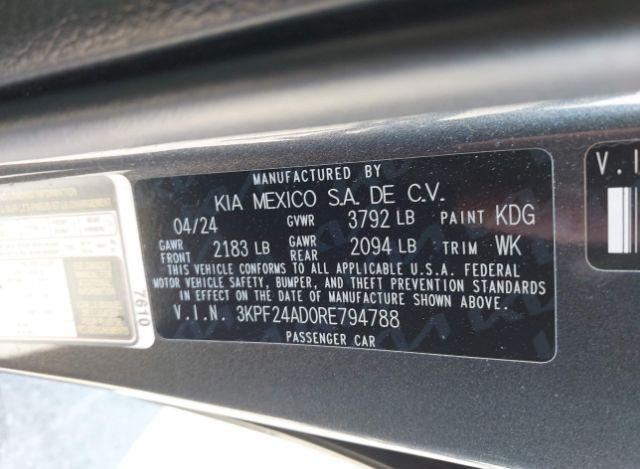 MANUFACTURED BY
KIA MEXICO S.A. DE C.V.
04/24 GVWR 3792 LB PAINT KDG
GAWR FRONT 2183 LB GAWR REAR 2094 LB TRIM WK
THIS VEHICLE CONFORMS TO ALL APPLICABLE U.S.A. FEDERAL
MOTOR VEHICLE SAFETY, BUMPER, AND THEFT PREVENTION STANDARDS
IN EFFECT ON THE DATE OF MANUFACTURE SHOWN ABOVE.
V.I.N. 3KPF24AD0RE794788
PASSENGER CAR
7610
V.I